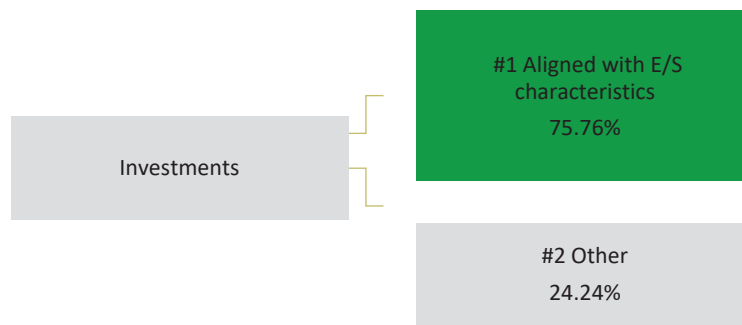 Investments
#1 Aligned with E/S
characteristics
75.76%
#2 Other
24.24%